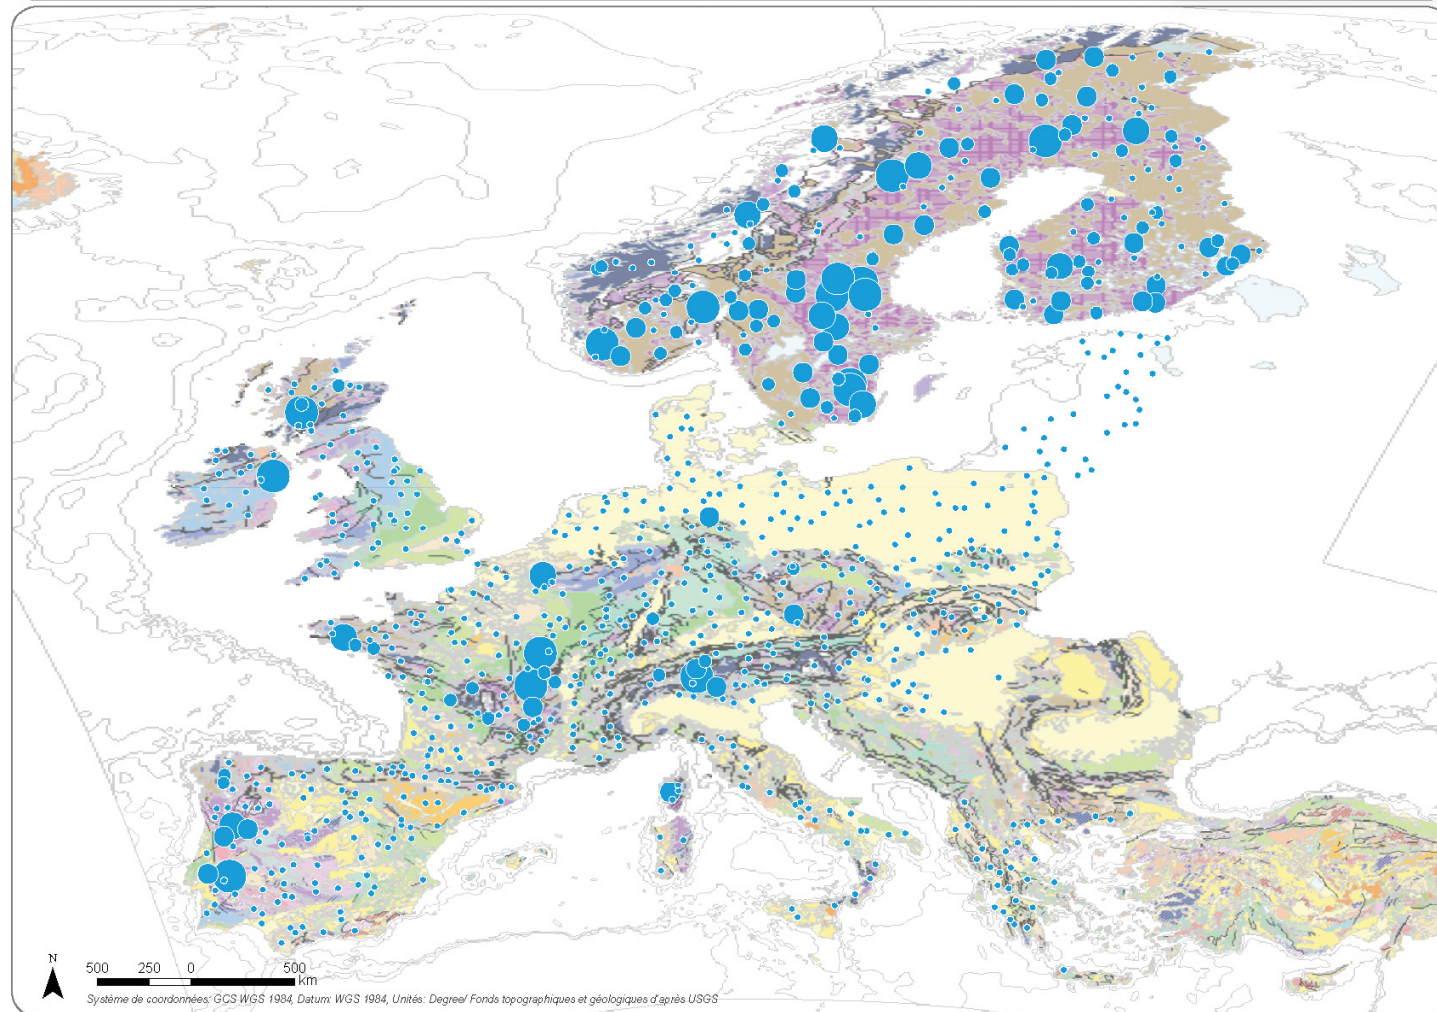 N
500 250 0 500
km
Système de coordonnées: GCS WGS 1984, Datum: WGS 1984, Unités: Degree/ Fonds topographiques et géologiques d'après USGS